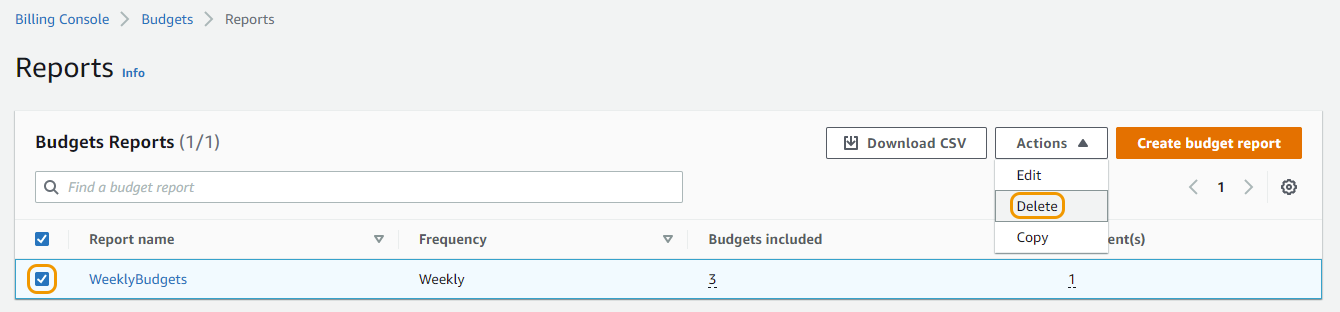 Billing Console > Budgets > Reports
Reports Info
Budgets Reports (1/1) Download CSV Actions Create budget report
Find a budget report 1
Edit
Delete
Copy
Report name Frequency Budgets included ent(s)
WeeklyBudgets Weekly 3 1